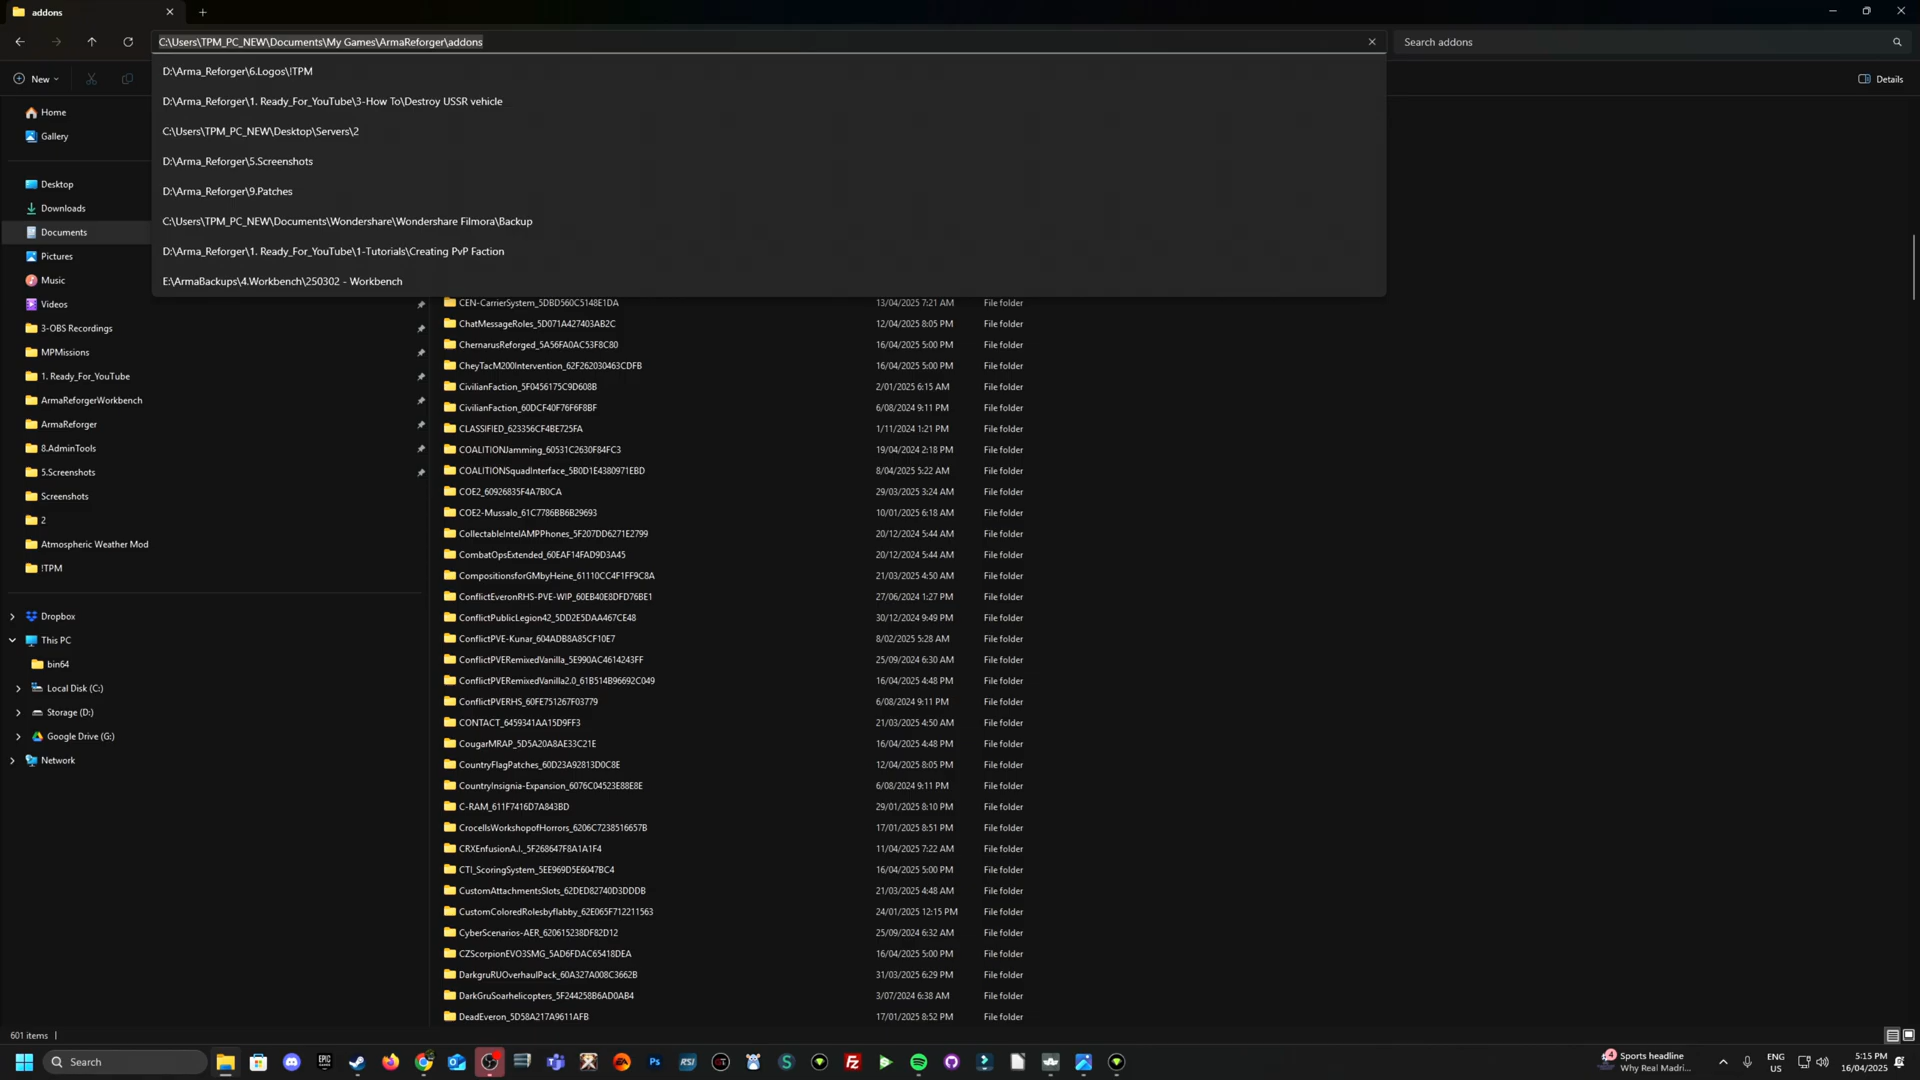 addons
C:\Users\TPM_PC_NEW\Documents\My Games\ArmaReforger\addons
Search addons
New
Details
D:\Arma_Reforger\6.Logos\!TPM
D:\Arma_Reforger\1. Ready_For_YouTube\3-How To\Destroy USSR vehicle
C:\Users\TPM_PC_NEW\Desktop\Servers\2
D:\Arma_Reforger\5.Screenshots
D:\Arma_Reforger\9.Patches
C:\Users\TPM_PC_NEW\Documents\Wondershare\Wondershare Filmora\Backup
D:\Arma_Reforger\1. Ready_For_YouTube\1-Tutorials\Creating PvP Faction
E:\ArmaBackups\4.Workbench\250302 - Workbench
Home
Gallery
Desktop
Downloads
Documents
Pictures
Music
Videos
3-OBS Recordings
MPMissions
1. Ready_For_YouTube
ArmaReforgerWorkbench
ArmaReforger
8.AdminTools
5.Screenshots
Screenshots
2
Atmospheric Weather Mod
!TPM
Dropbox
This PC
bin64
Local Disk (C:)
Storage (D:)
Google Drive (G:)
Network
CEN-CarrierSystem_5DBD560C5148E1DA 13/04/2025 7:21 AM File folder
ChatMessageRoles_5D071A427403AB2C 12/04/2025 8:05 PM File folder
ChernarusReforged_5A56FA0AC53F8C80 16/04/2025 5:00 PM File folder
CheyTacM200Intervention_62F262030463CDFB 16/04/2025 5:00 PM File folder
CivilianFaction_5F0456175C9D608B 2/01/2025 6:15 AM File folder
CivilianFaction_60DCF40F76F6F8BF 6/08/2024 9:11 PM File folder
CLASSIFIED_623356CF4BE725FA 1/11/2024 1:21 PM File folder
COALITIONJamming_60531C2630F84FC3 19/04/2024 2:18 PM File folder
COALITIONSquadInterface_5B0D1E4380971EBD 8/04/2025 5:22 AM File folder
COE2_60926835F4A7B0CA 29/03/2025 3:24 AM File folder
COE2-Mussalo_61C7786BB6B29693 10/01/2025 6:18 AM File folder
CollectableIntelAMPPhones_5F207DD6271E2799 20/12/2024 5:44 AM File folder
CombatOpsExtended_60EAF14FAD9D3A45 20/12/2024 5:44 AM File folder
CompositionsforGMbyHeine_61110CC4F1FF9C8A 21/03/2025 4:50 AM File folder
ConflictEveronRHS-PVE-WIP_60EB40E8DFD76BE1 27/06/2024 1:27 PM File folder
ConflictPublicLegion42_5DD2E5DAA467CE48 30/12/2024 9:49 PM File folder
ConflictPVE-Kunar_604ADB8A85CF10E7 8/02/2025 5:28 AM File folder
ConflictPVERemixedVanilla_5E990AC4614243FF 25/09/2024 6:30 AM File folder
ConflictPVERemixedVanilla2.0_61B514B96692C049 16/04/2025 4:48 PM File folder
ConflictPVERHS_60FE751267F03779 6/08/2024 9:11 PM File folder
CONTACT_6459341AA15D9FF3 21/03/2025 4:50 AM File folder
CougarMRAP_5D5A20A8AE33C21E 16/04/2025 4:48 PM File folder
CountryFlagPatches_60D23A92813D0C8E 12/04/2025 8:05 PM File folder
CountryInsignia-Expansion_6076C04523E88E8E 6/08/2024 9:11 PM File folder
C-RAM_611F7416D7A843BD 29/01/2025 8:10 PM File folder
CrocellsWorkshopofHorrors_6206C7238516657B 17/01/2025 8:51 PM File folder
CRXEnfusionA.I._5F268647F8A1A1F4 11/04/2025 7:22 AM File folder
CTI_ScoringSystem_5EE969D5E6047BC4 16/04/2025 5:00 PM File folder
CustomAttachmentsSlots_62DED82740D3DDDB 21/03/2025 4:48 AM File folder
CustomColoredRolesbyflabby_62E065F712211563 24/01/2025 12:15 PM File folder
CyberScenarios-AER_620615238DF82D12 25/09/2024 6:32 AM File folder
CZScorpionEVO3SMG_5AD6FDAC65418DEA 16/04/2025 5:00 PM File folder
DarkgruRUOverhaulPack_60A327A008C3662B 31/03/2025 6:29 PM File folder
DarkGruSoarhelicopters_5F244258B6AD0AB4 3/07/2024 6:38 AM File folder
DeadEveron_5D58A217A9611AFB 17/01/2025 8:52 PM File folder
601 items
Search
Sports headline
Why Real Madri...
ENG
US
5:15 PM
16/04/2025